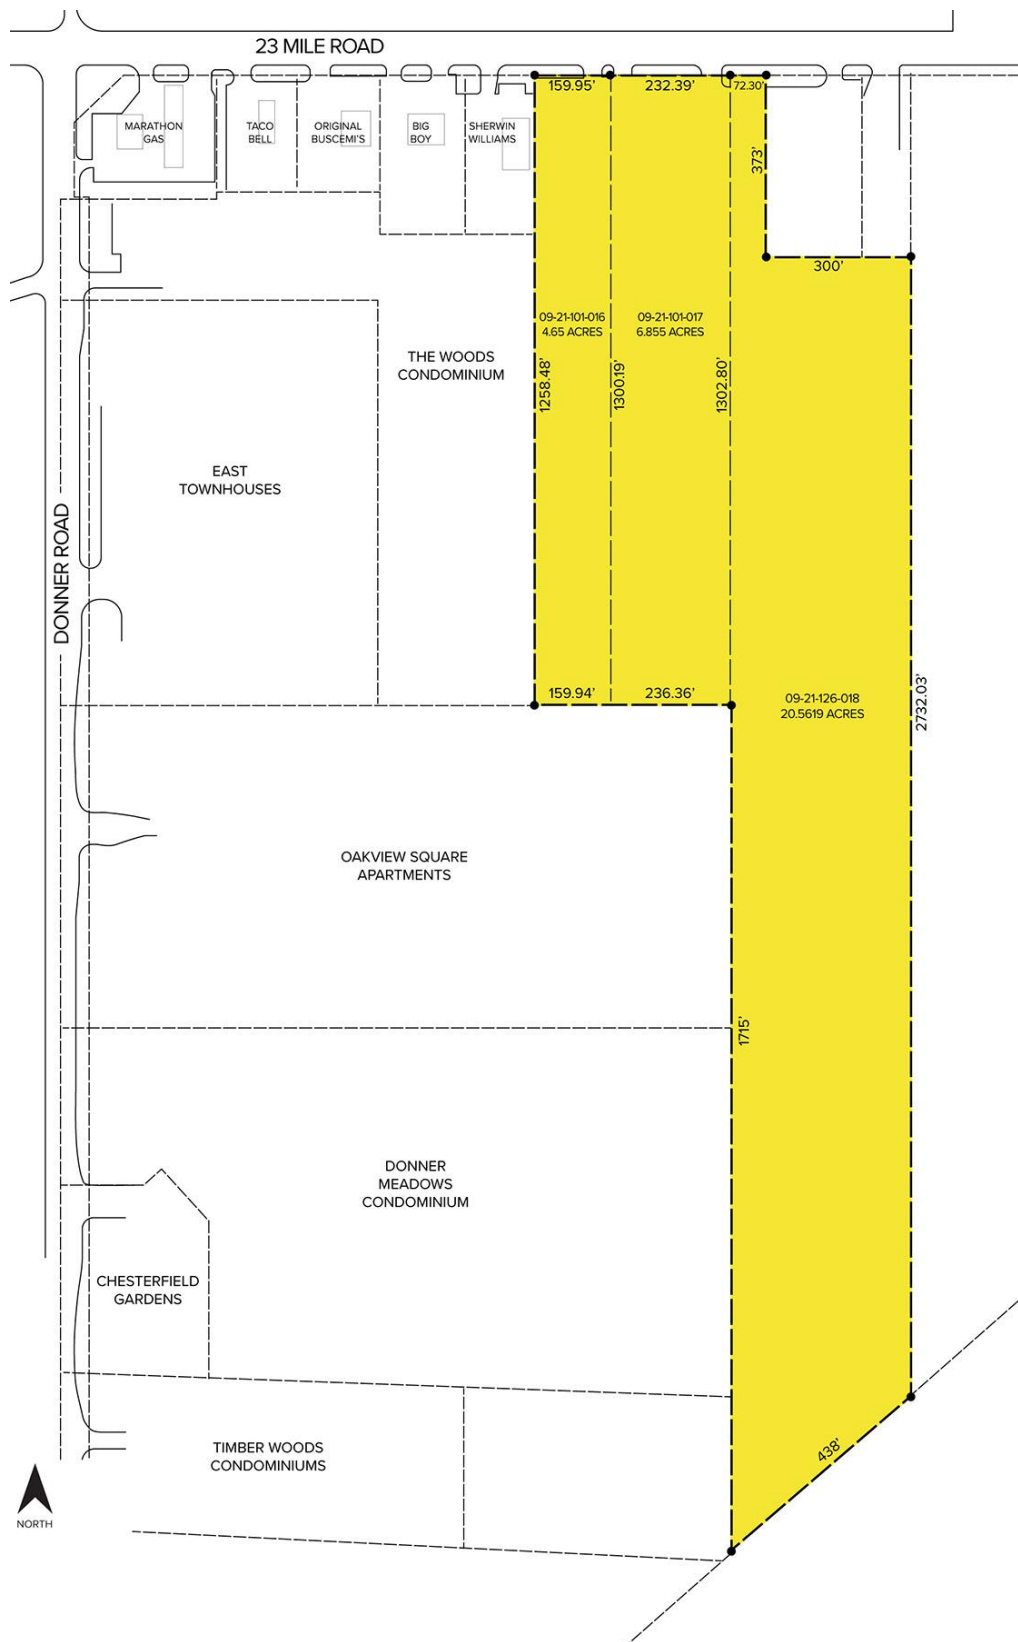 23 MILE ROAD
159.95'
232.39'
72.30'
MARATHON
GAS
TACO
BELL
ORIGINAL
BUSCEMI'S
BIG
BOY
SHERWIN
WILLIAMS
373'
300'
09-21-101-016
4.65 ACRES
09-21-101-017
6.855 ACRES
THE WOODS
CONDOMINIUM
1258.48'
1300.19'
1302.80'
EAST
TOWNHOUSES
DONNER ROAD
159.94'
236.36'
09-21-126-018
20.5619 ACRES
2732.03'
OAKVIEW SQUARE
APARTMENTS
1715'
DONNER
MEADOWS
CONDOMINIUM
CHESTERFIELD
GARDENS
TIMBER WOODS
CONDOMINIUMS
438'
NORTH